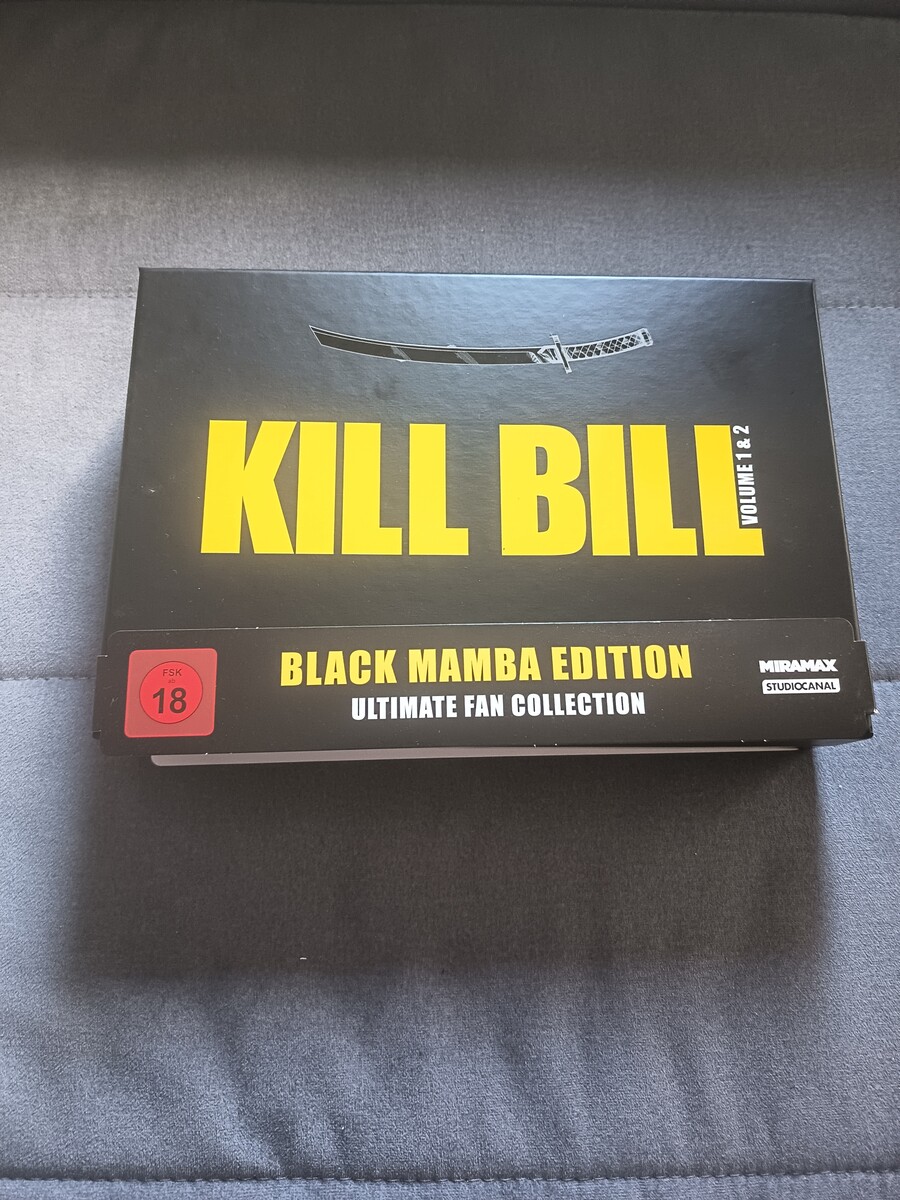 KILL BILL
VOLUME 1 & 2
BLACK MAMBA EDITION
ULTIMATE FAN COLLECTION
FSK
ab
18
MIRAMAX
STUDIOCANAL